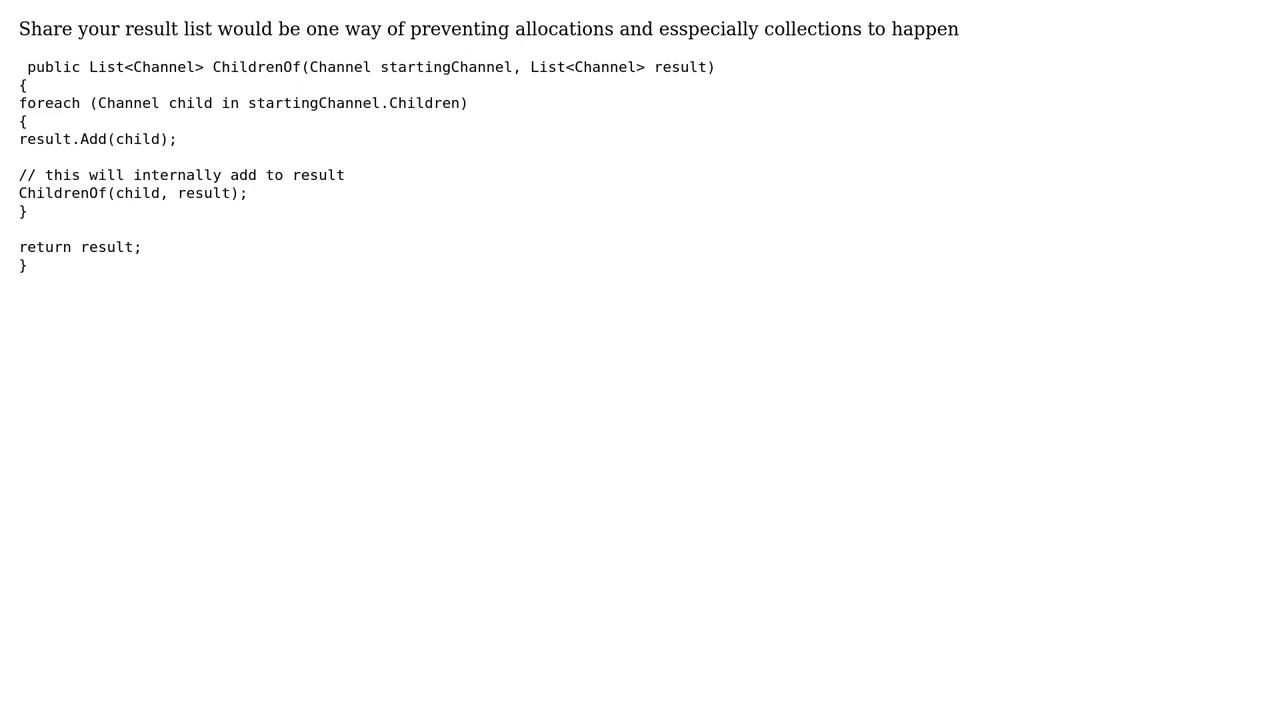 Share your result list would be one way of preventing allocations and esspecially collections to happen
public List<Channel> ChildrenOf(Channel startingChannel, List<Channel> result)
{
foreach (Channel child in startingChannel.Children)
{
result.Add(child);
// this will internally add to result
ChildrenOf(child, result);
}
return result;
}